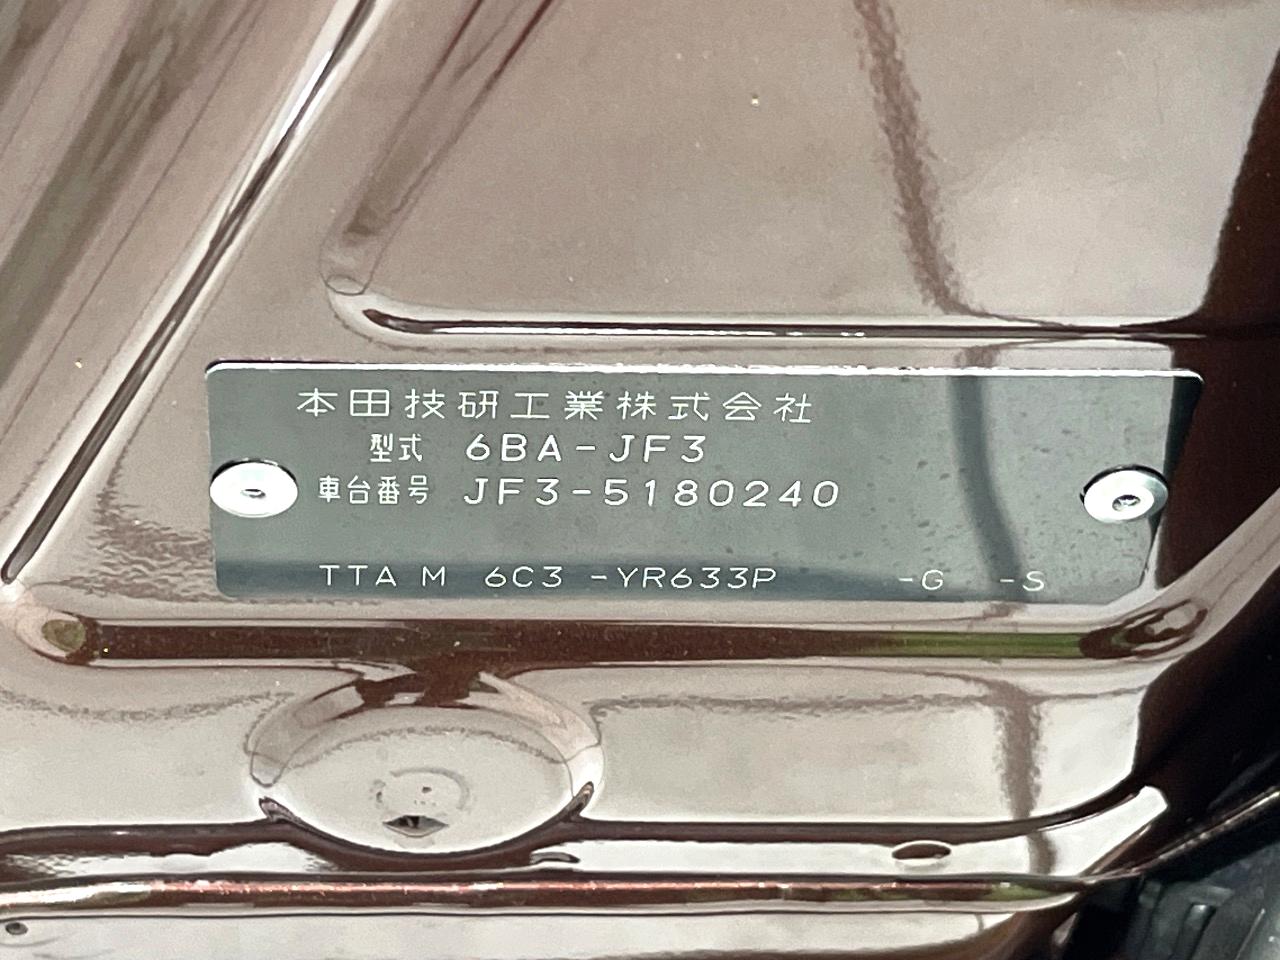 本田技研工業株式会社
型式 6BA-JF3
車台番号 JF3-5180240
TTA M 6C3 -YR633P -G -S